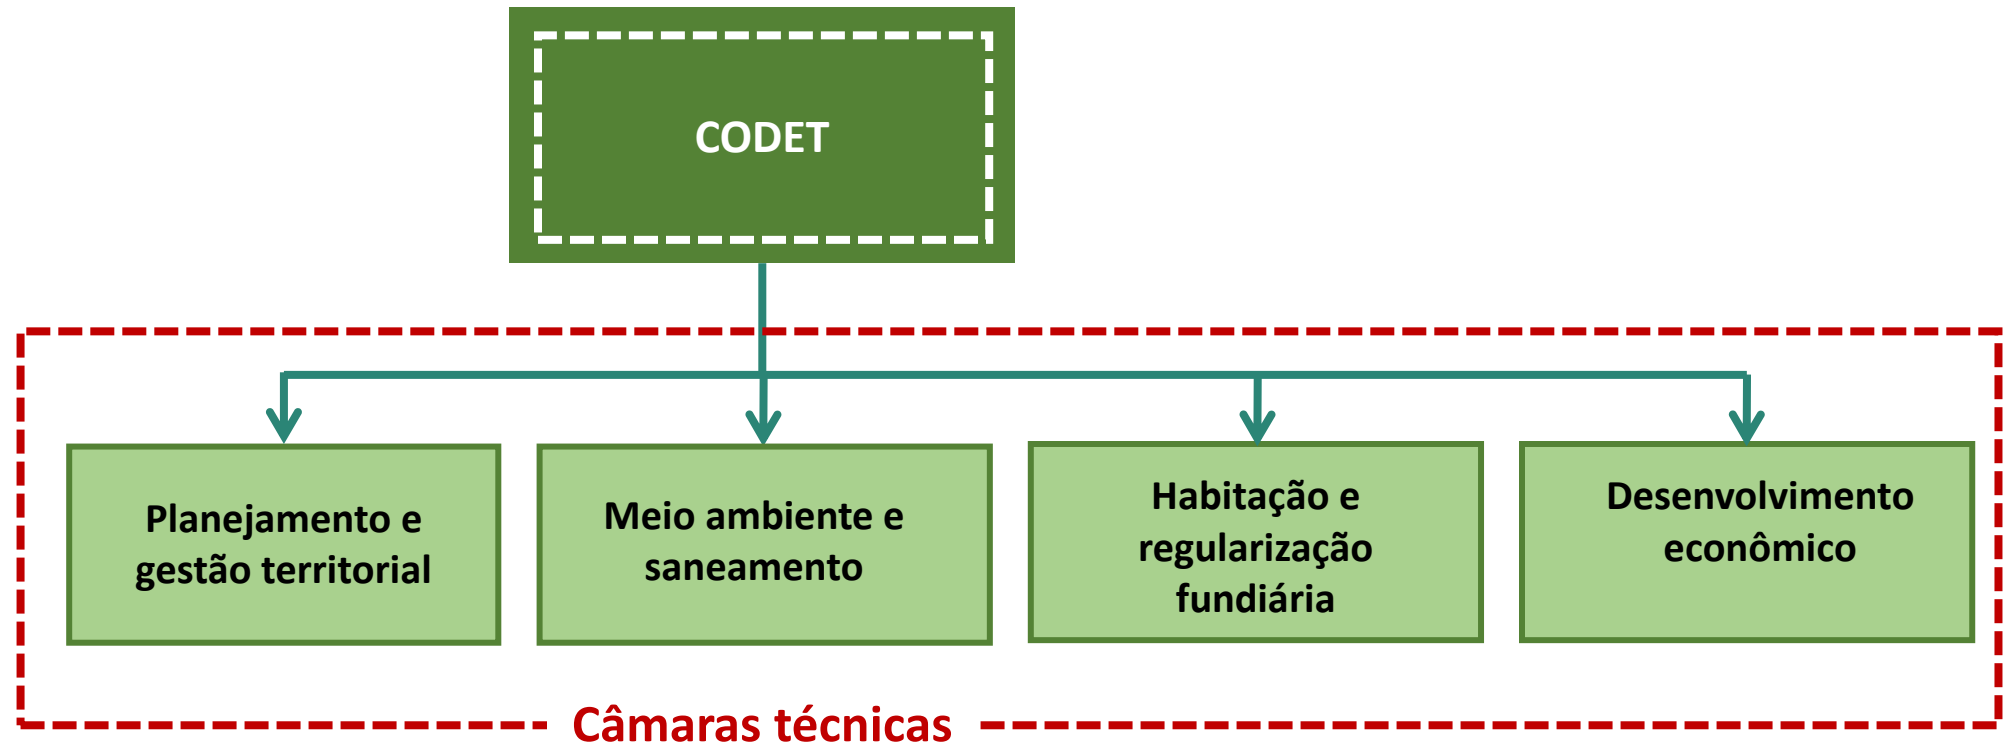 CODET
Planejamento e
gestão territorial
Meio ambiente e
saneamento
Habitação e
regularização
fundiária
Desenvolvimento
econômico
Câmaras técnicas